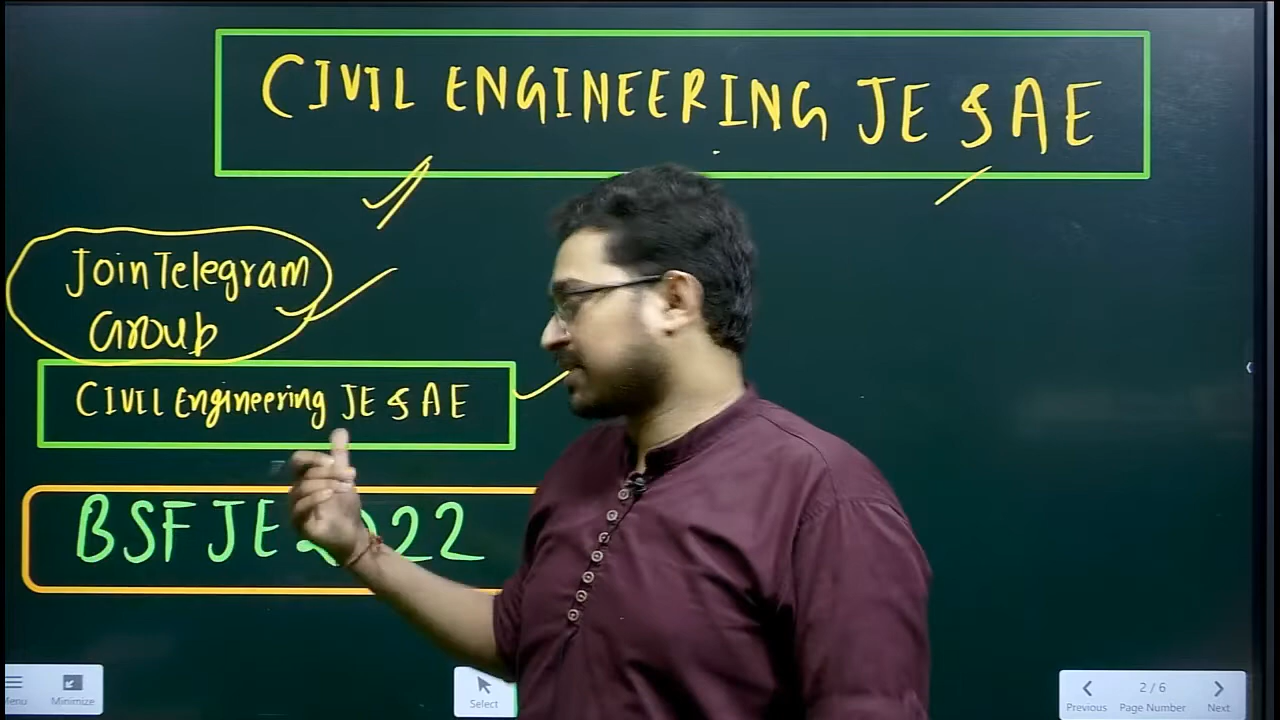 CIVIL ENGINEERING JE & AE
Join Telegram
Group
CIVIL Engineering JE & AE
BSF JE 2022
Menu
Minimize
Select
Previous
2 / 6
Page Number
Next